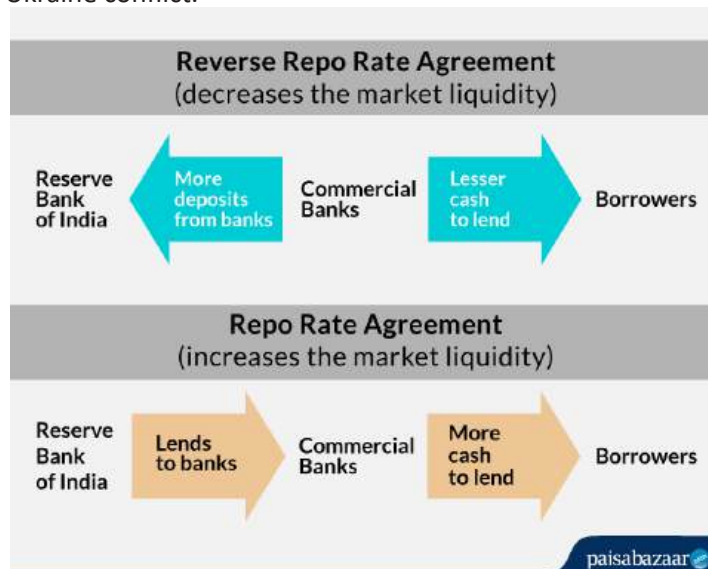 Ukraine conflict.
Reverse Repo Rate Agreement
(decreases the market liquidity)
Reserve
Bank
of India
More
deposits
from banks
Commercial
Banks
Lesser
cash
to lend
Borrowers
Repo Rate Agreement
(increases the market liquidity)
Reserve
Bank
of India
Lends
to banks
Commercial
Banks
More
cash
to lend
Borrowers
paisabazaar